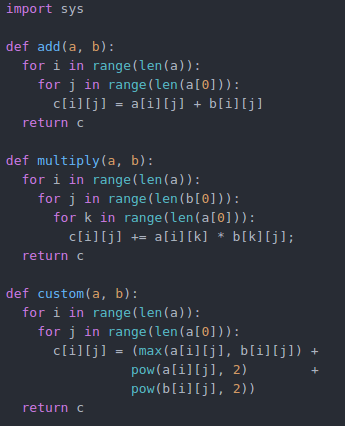 import sys

def add(a, b):
  for i in range(len(a)):
    for j in range(len(a[0])):
      c[i][j] = a[i][j] + b[i][j]
  return c

def multiply(a, b):
  for i in range(len(a)):
    for j in range(len(b[0])):
      for k in range(len(a[0])):
        c[i][j] += a[i][k] * b[k][j];
  return c

def custom(a, b):
  for i in range(len(a)):
    for j in range(len(a[0])):
      c[i][j] = (max(a[i][j], b[i][j]) +
                pow(a[i][j], 2)        +
                pow(b[i][j], 2))
  return c